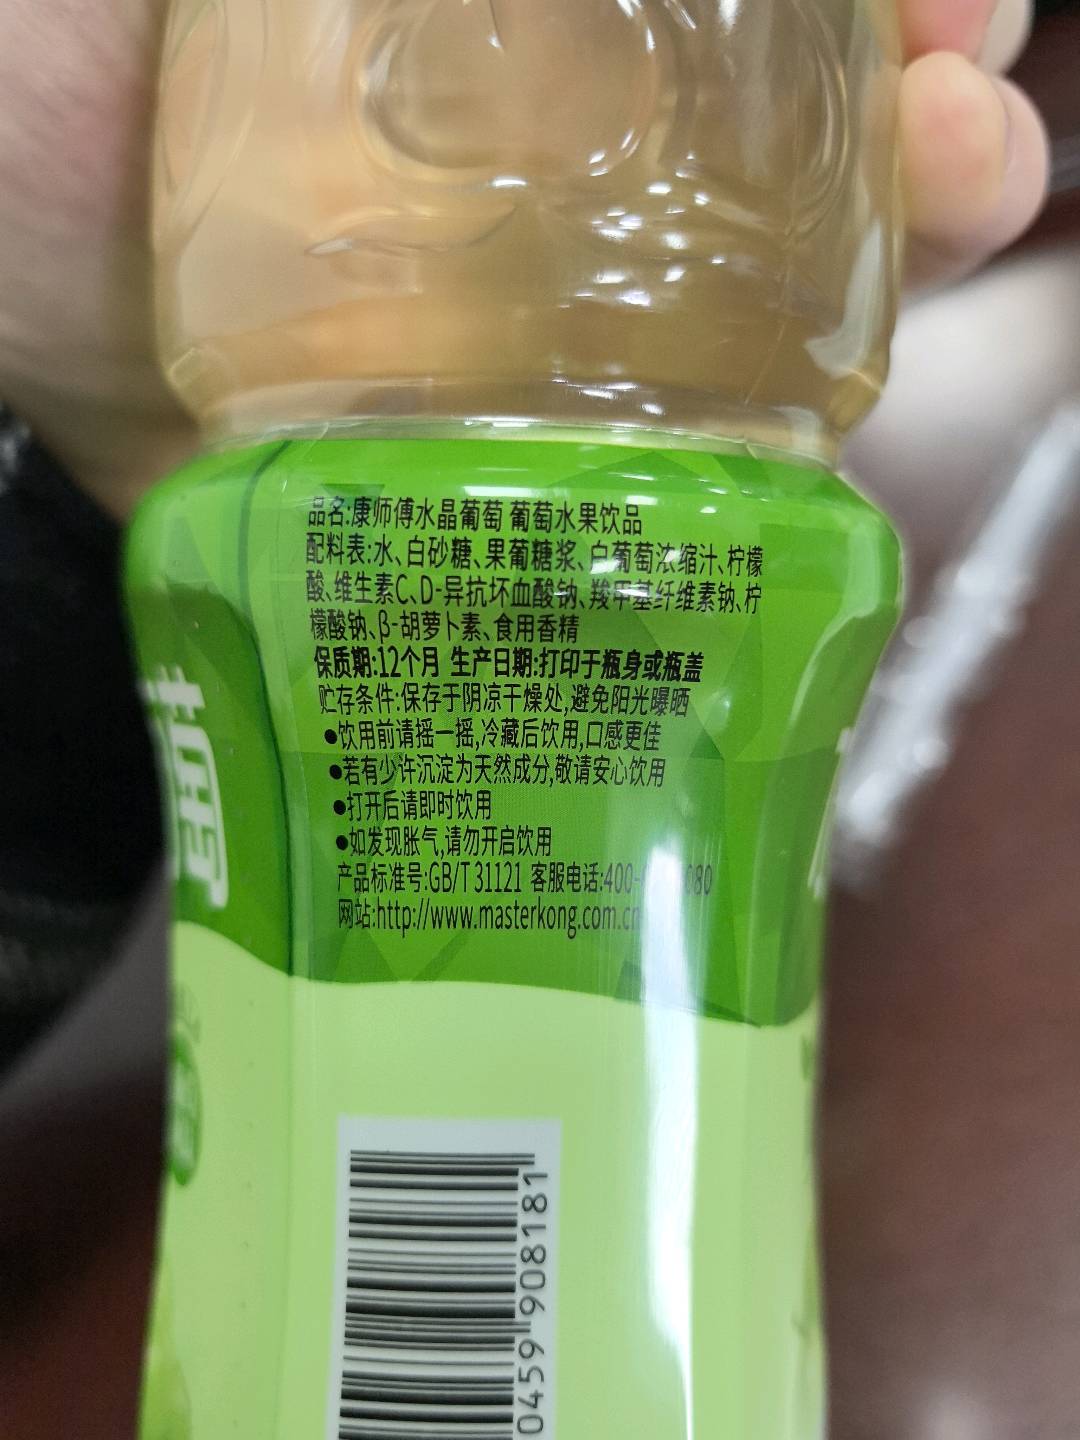 品名:康师傅水晶葡萄 葡萄水果饮品
配料表:水、白砂糖、果葡糖浆、白葡萄浓缩汁、柠檬
酸、维生素C、D-异抗坏血酸钠、羧甲基纤维素钠、柠
檬酸钠、β-胡萝卜素、食用香精
保质期:12个月 生产日期:打印于瓶身或瓶盖
贮存条件:保存于阴凉干燥处,避免阳光曝晒
●饮用前请摇一摇,冷藏后饮用,口感更佳
●若有少许沉淀为天然成分,敬请安心饮用
●打开后请即时饮用
●如发现胀气,请勿开启饮用
产品标准号:GB/T 31121 客服电话:400- 080
网站:http://www.masterkong.com.cn
萄
0459 908181